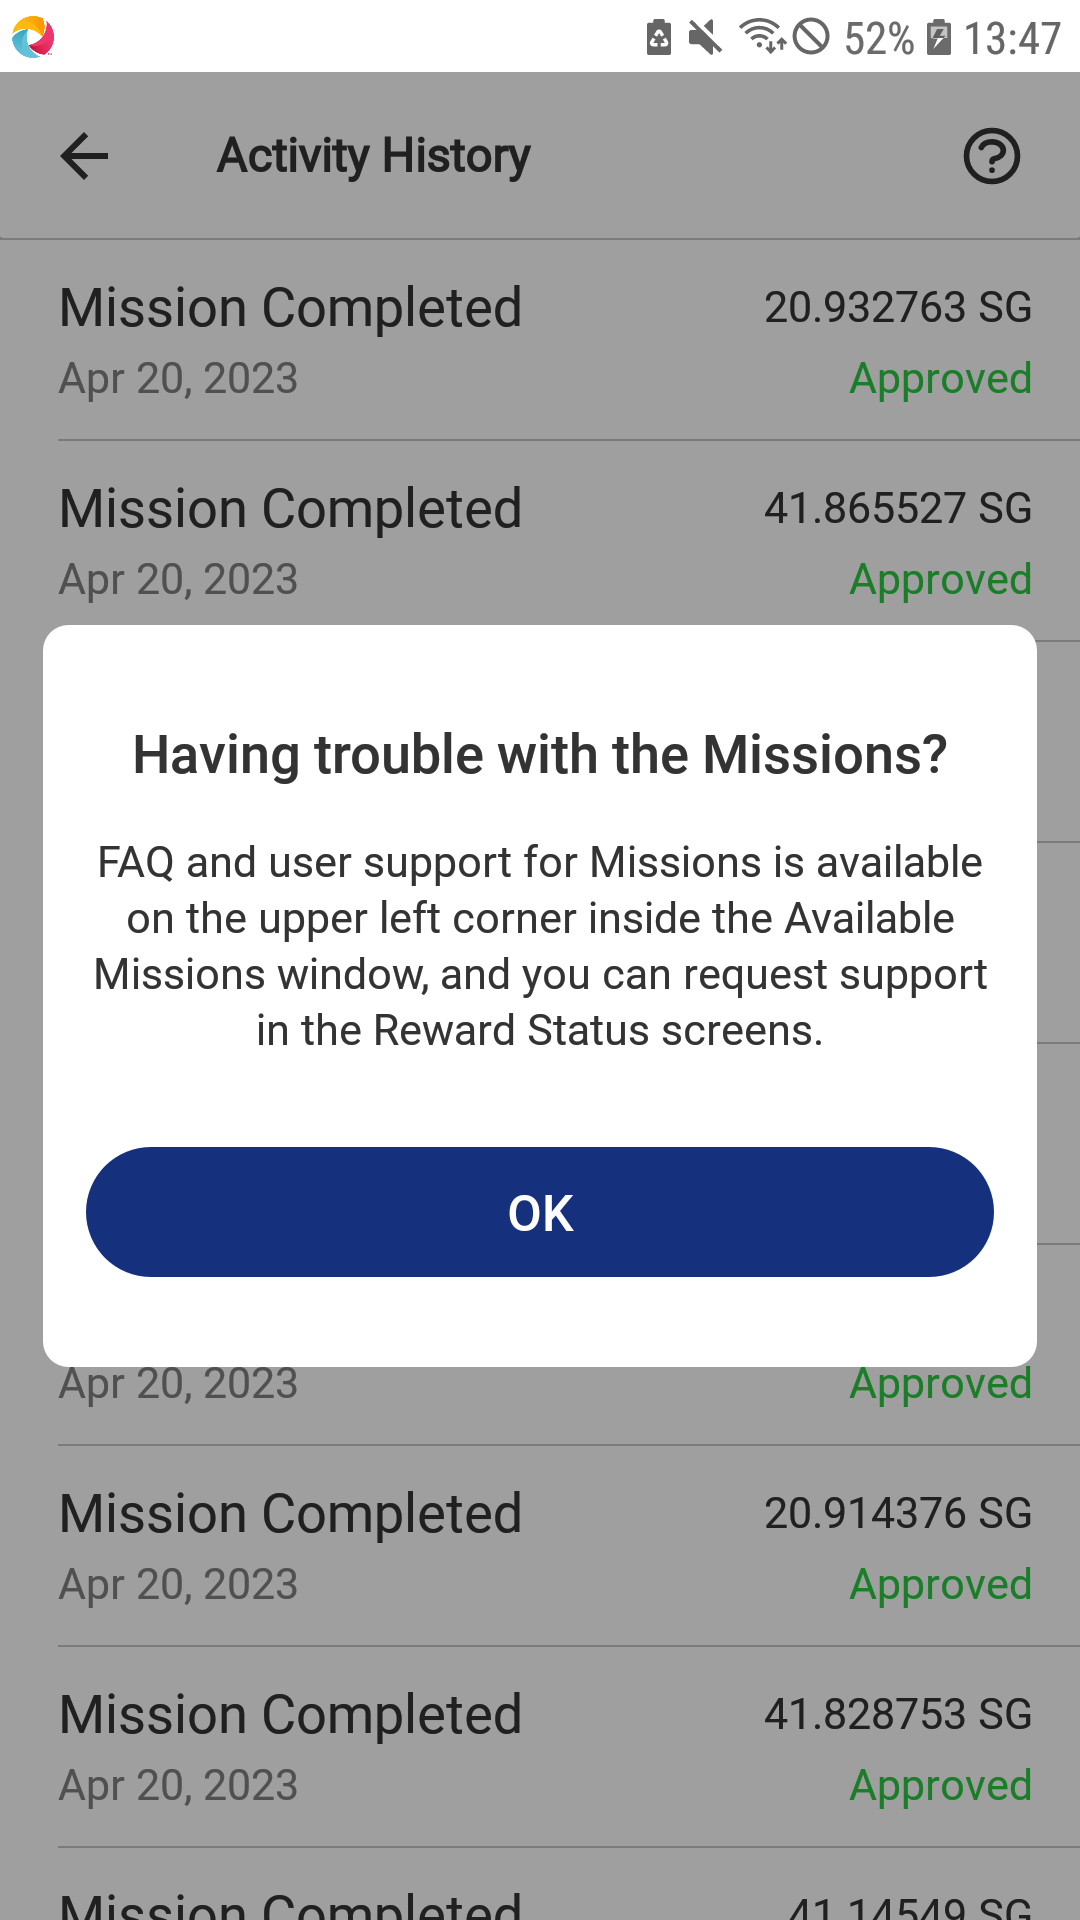 52% 13:47
Activity History
Mission Completed 20.932763 SG
Apr 20, 2023 Approved
Mission Completed 41.865527 SG
Apr 20, 2023 Approved
Having trouble with the Missions?
FAQ and user support for Missions is available
on the upper left corner inside the Available
Missions window, and you can request support
in the Reward Status screens.
OK
Apr 20, 2023 Approved
Mission Completed 20.914376 SG
Apr 20, 2023 Approved
Mission Completed 41.828753 SG
Apr 20, 2023 Approved
Mission Completed 41.14549 SG